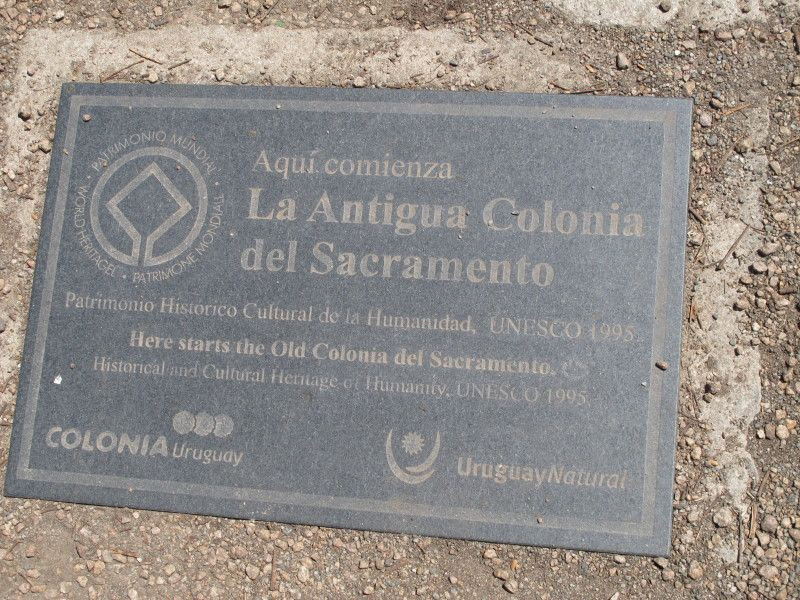 PATRIMONIO MUNDIAL
WORLD HERITAGE
PATRIMOINE MONDIAL
Aquí comienza
La Antigua Colonia
del Sacramento
Patrimonio Histórico Cultural de la Humanidad, UNESCO 1995
Here starts the Old Colonia del Sacramento,
Historical and Cultural Heritage of Humanity, UNESCO 1995
COLONIA Uruguay
UruguayNatural